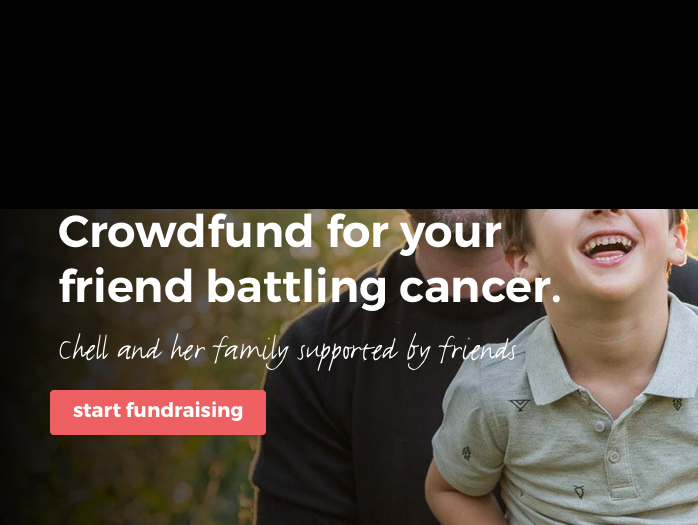 Crowdfund for your
friend battling cancer.
Chell and her family supported by friends
start fundraising